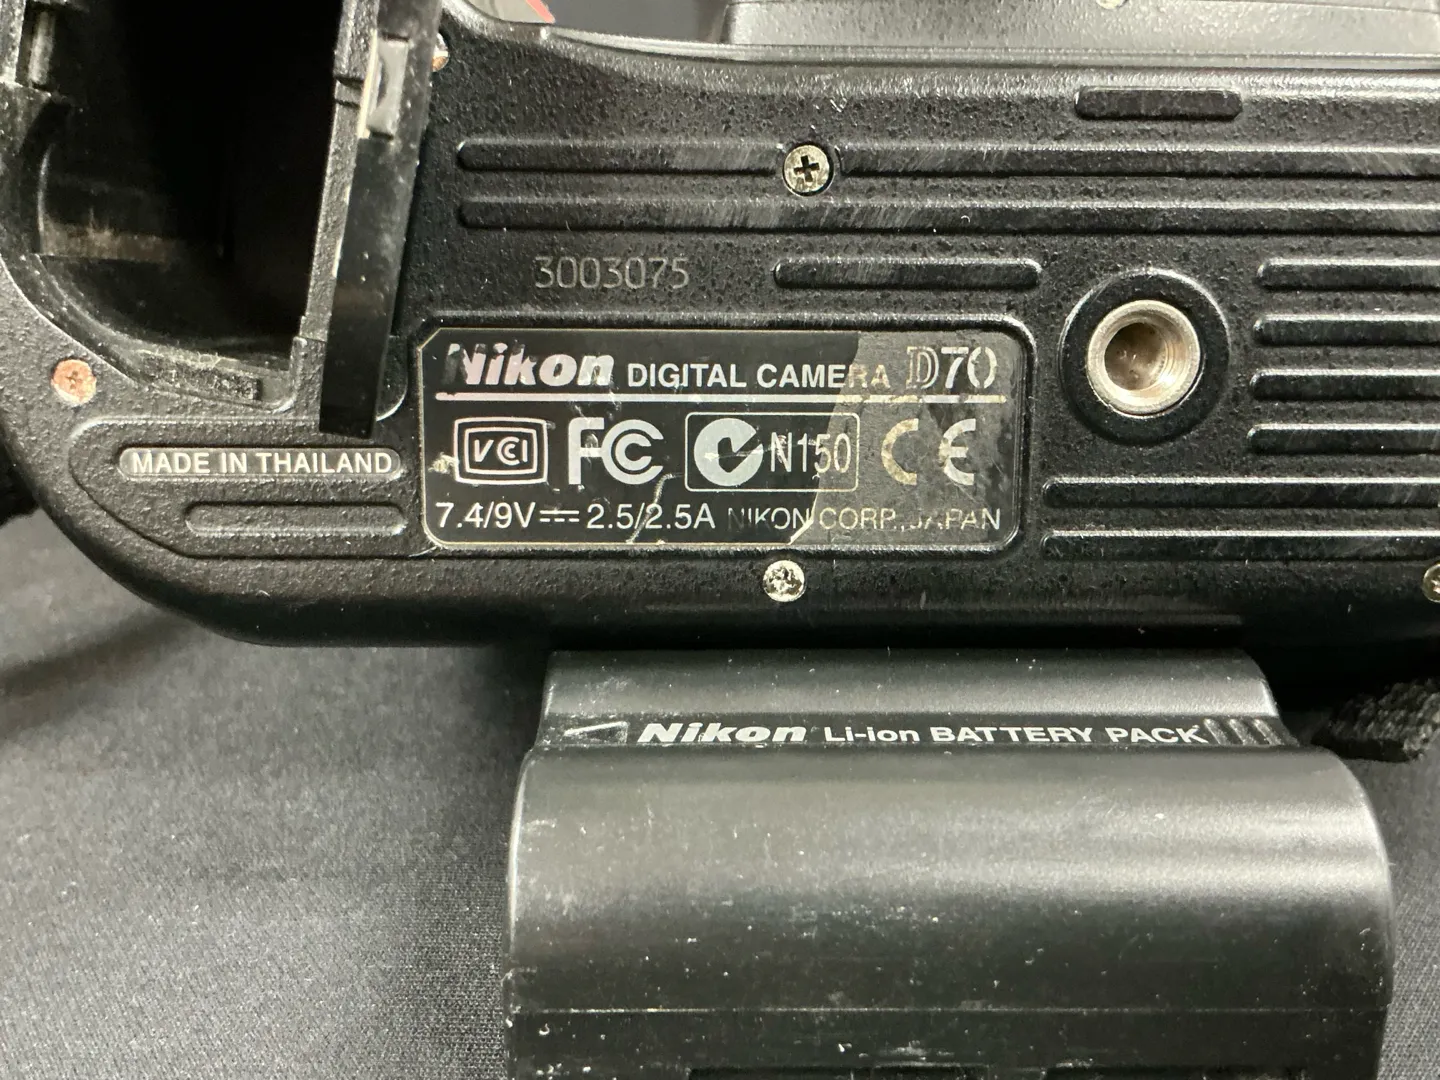 3003075
Nikon DIGITAL CAMERA D70
VCCI FC N150 CE
MADE IN THAILAND
7.4/9V⎓2.5/2.5A NIKON CORP., JAPAN
Nikon Li-ion BATTERY PACK